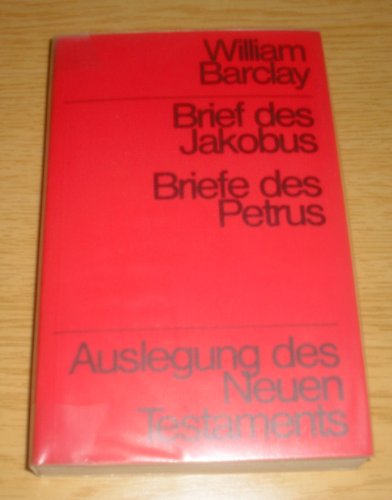 William
Barclay
Brief des
Jakobus
Briefe des
Petrus
Auslegung des
Neuen
Testaments